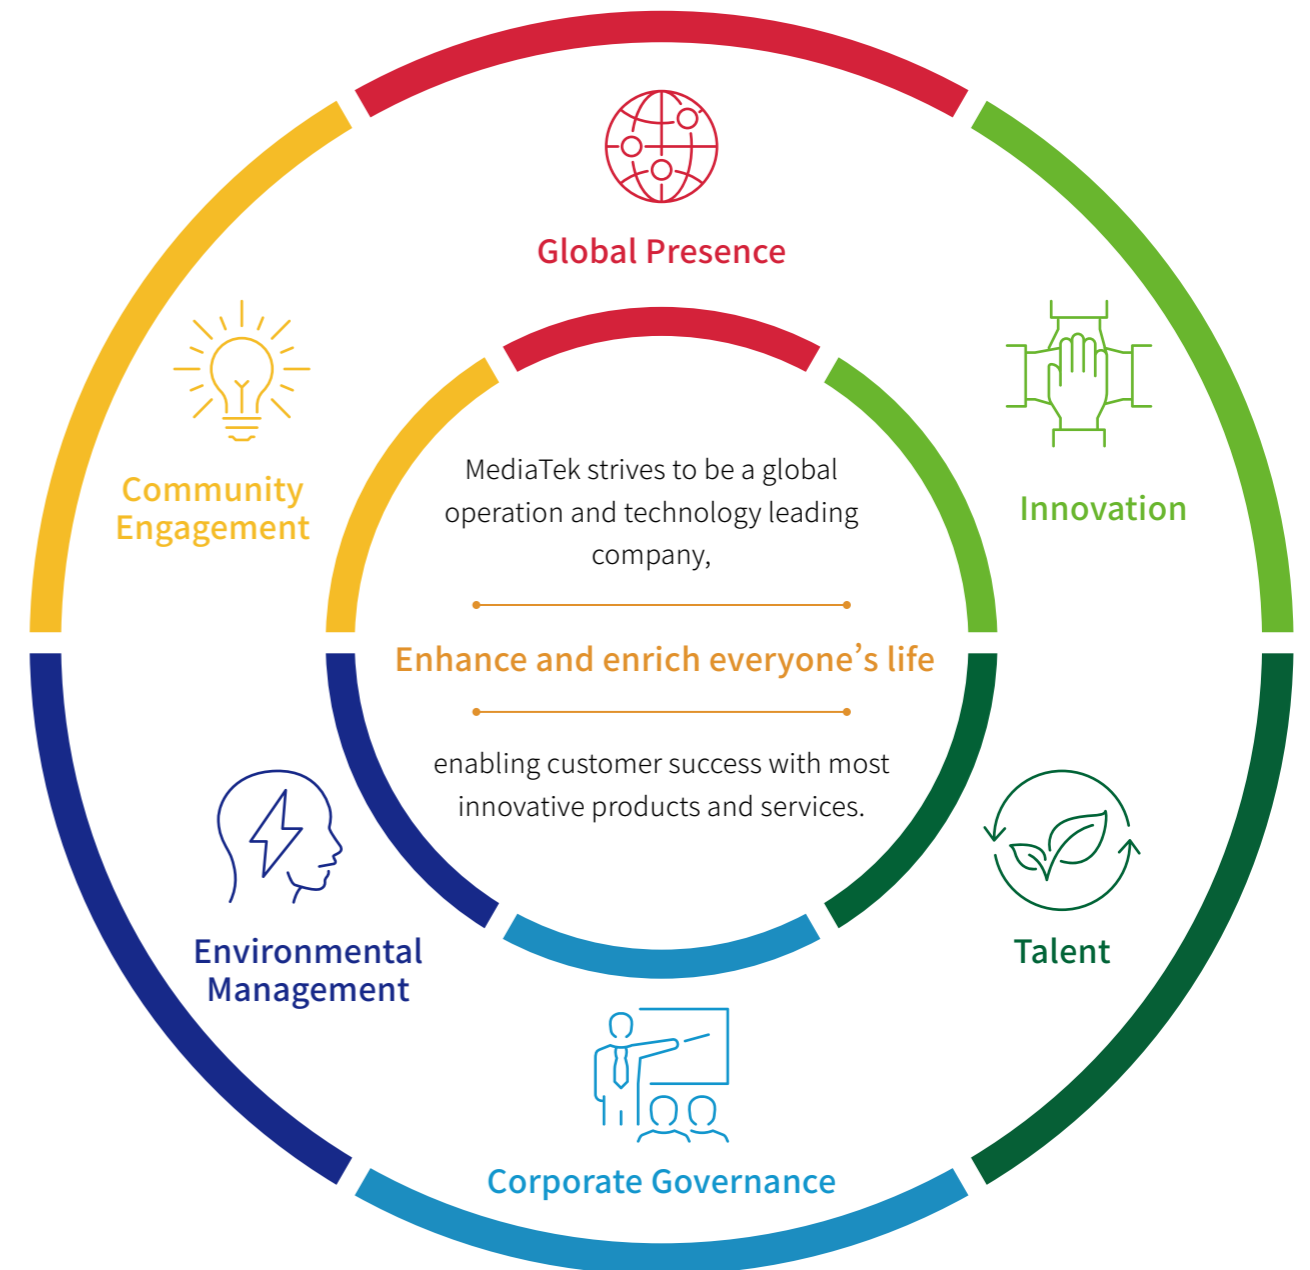 Global Presence
Community
Engagement
Innovation
MediaTek strives to be a global
operation and technology leading
company,
Enhance and enrich everyone’s life
enabling customer success with most
innovative products and services.
Environmental
Management
Talent
Corporate Governance